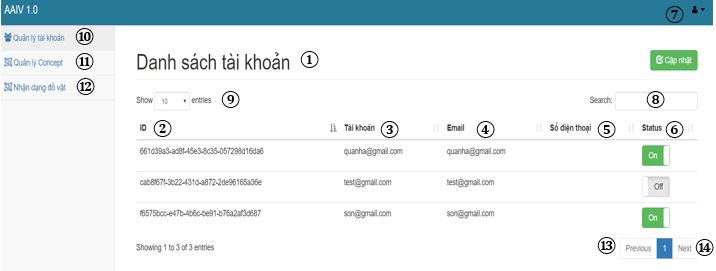 AAIV 1.0
7
Quản lý tài khoản 10
Quản lý Concept 11
Nhận dạng đồ vật 12
Danh sách tài khoản 1
Cập nhật
Show 10 entries 9
Search: 8
ID 2 Tài khoản 3 Email 4 Số điện thoại 5 Status 6
661d39a3-ad8f-45e3-8c35-057298d16da6 quanha@gmail.com quanha@gmail.com On
cab8f67f-3b22-431d-a872-2de96165a36e test@gmail.com test@gmail.com Off
f6575bcc-e47b-4b6c-be91-b76a2af3d687 son@gmail.com son@gmail.com On
Showing 1 to 3 of 3 entries
13 Previous 1 Next 14